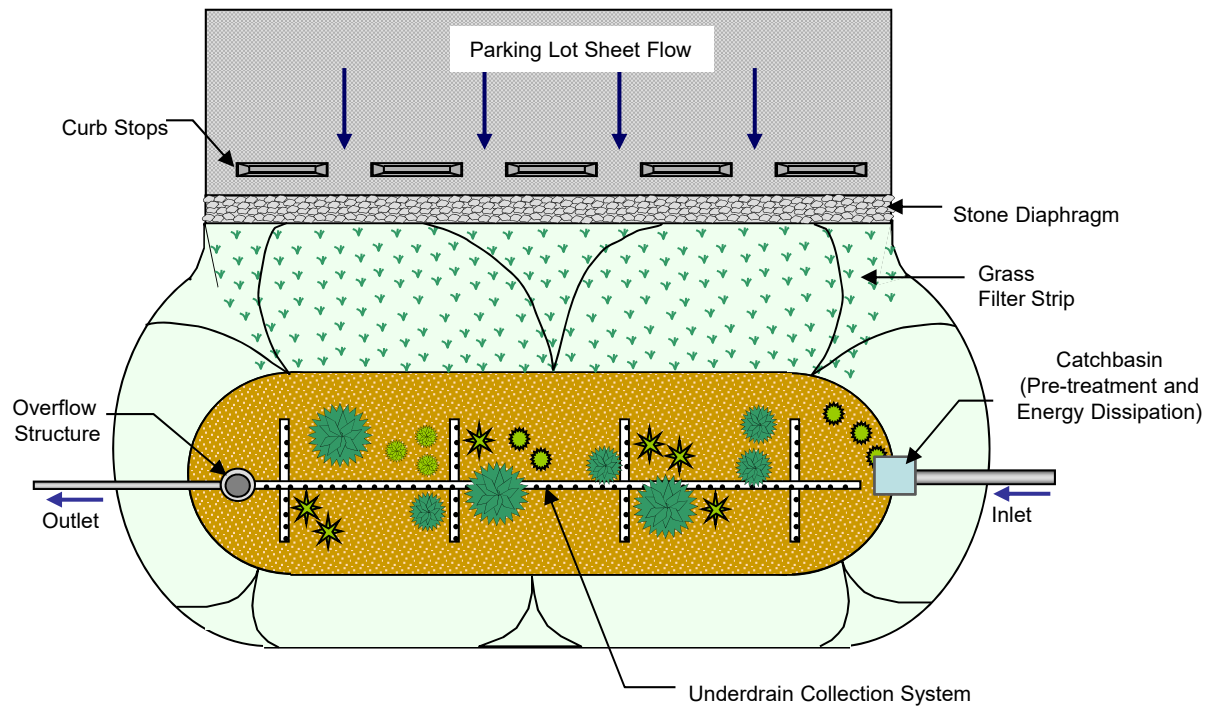 Parking Lot Sheet Flow
Curb Stops
Stone Diaphragm
Grass
Filter Strip
Catchbasin
(Pre-treatment and
Energy Dissipation)
Overflow
Structure
Outlet
Inlet
Underdrain Collection System